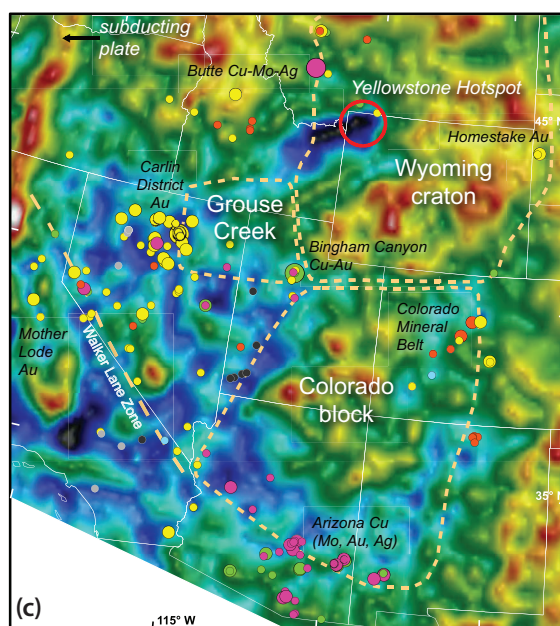 subducting
plate
Butte Cu-Mo-Ag
Yellowstone Hotspot
45° N
Homestake Au
Carlin
District
Au
Grouse
Creek
Wyoming
craton
Bingham Canyon
Cu-Au
Colorado
Mineral
Belt
Mother
Lode
Au
Walker Lane Zone
Colorado
block
35° N
Arizona Cu
(Mo, Au, Ag)
(c)
115° W